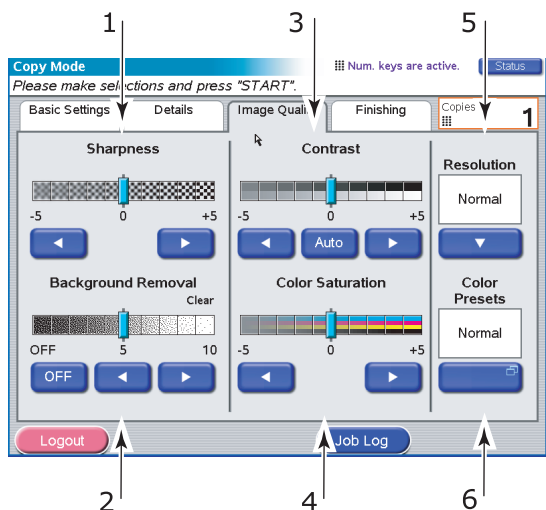 1 3 5
Copy Mode
Num. keys are active.
Status
Please make selections and press "START".
Basic Settings
Details
Image Quality
Finishing
Copies
1
Sharpness
-5 0 +5
Contrast
-5 0 +5
Auto
Resolution
Normal
Background Removal
Clear
OFF 5 10
OFF
Color Saturation
-5 0 +5
Color
Presets
Normal
Logout
Job Log
2 4 6